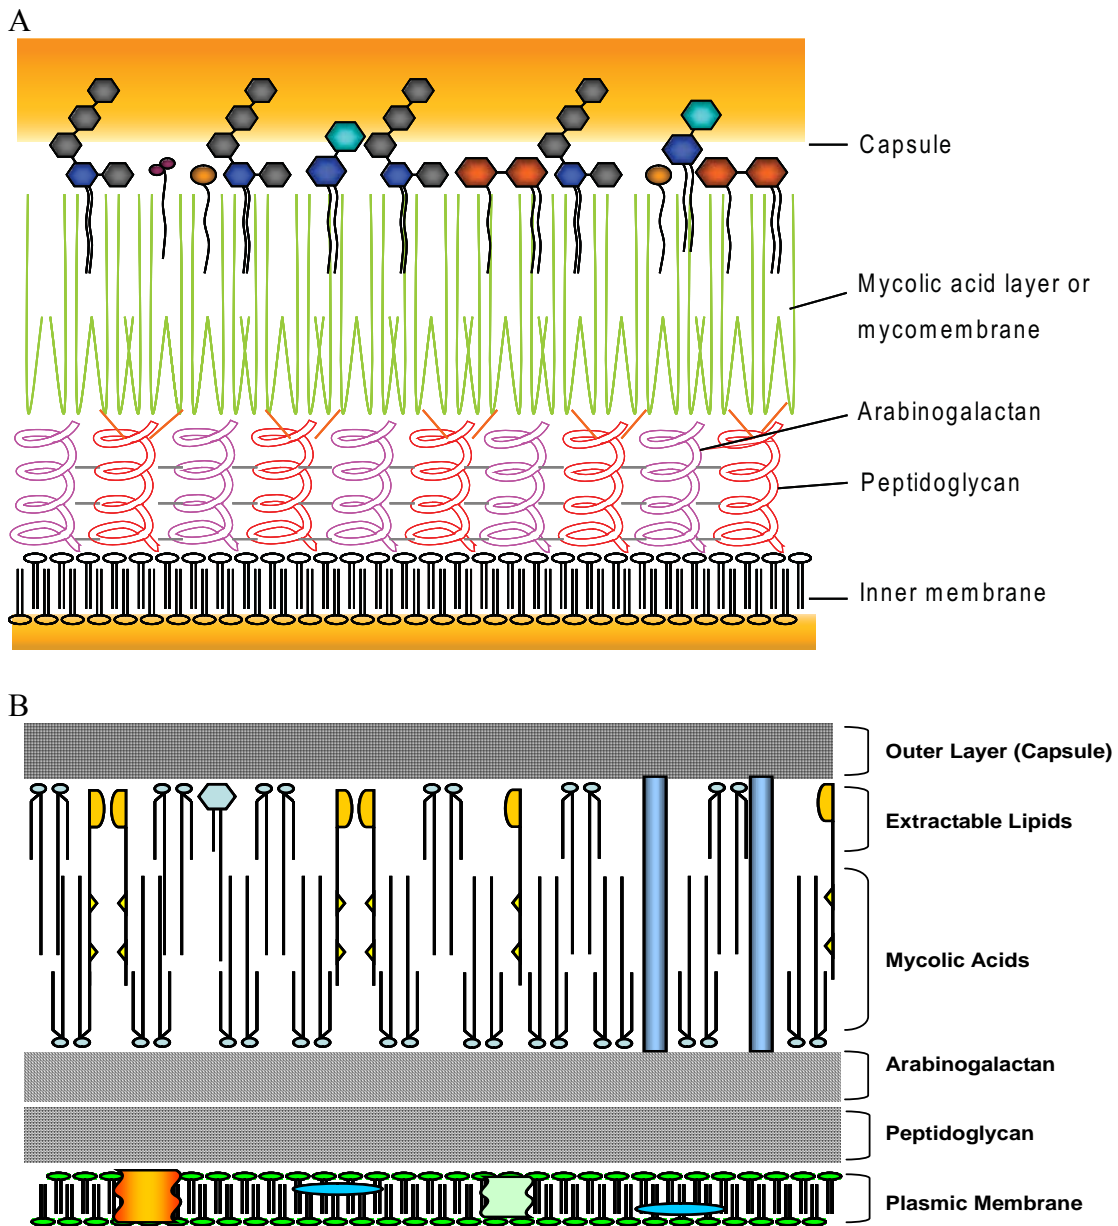 A
Capsule
Mycolic acid layer or
mycomembrane
Arabinogalactan
Peptidoglycan
Inner membrane
B
Outer Layer (Capsule)
Extractable Lipids
Mycolic Acids
Arabinogalactan
Peptidoglycan
Plasmic Membrane